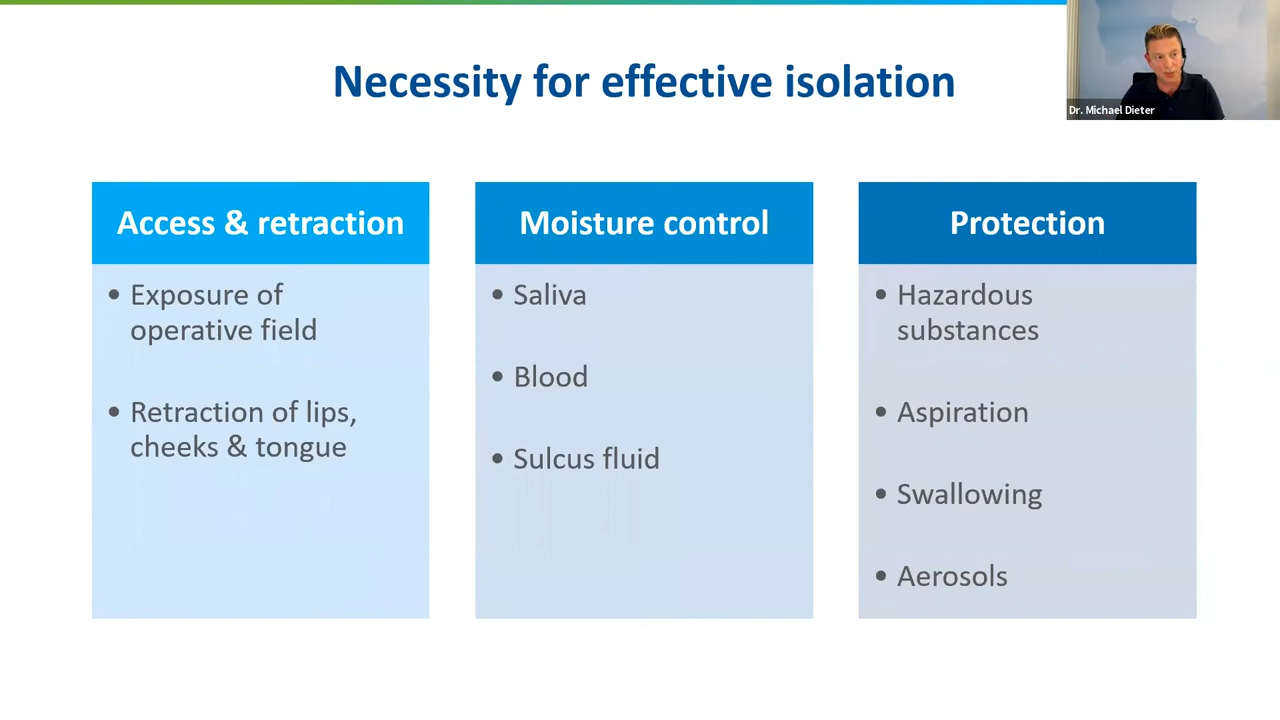 Necessity for effective isolation
Dr. Michael Dieter
Access & retraction
• Exposure of
operative field
• Retraction of lips,
cheeks & tongue
Moisture control
• Saliva
• Blood
• Sulcus fluid
Protection
• Hazardous
substances
• Aspiration
• Swallowing
• Aerosols